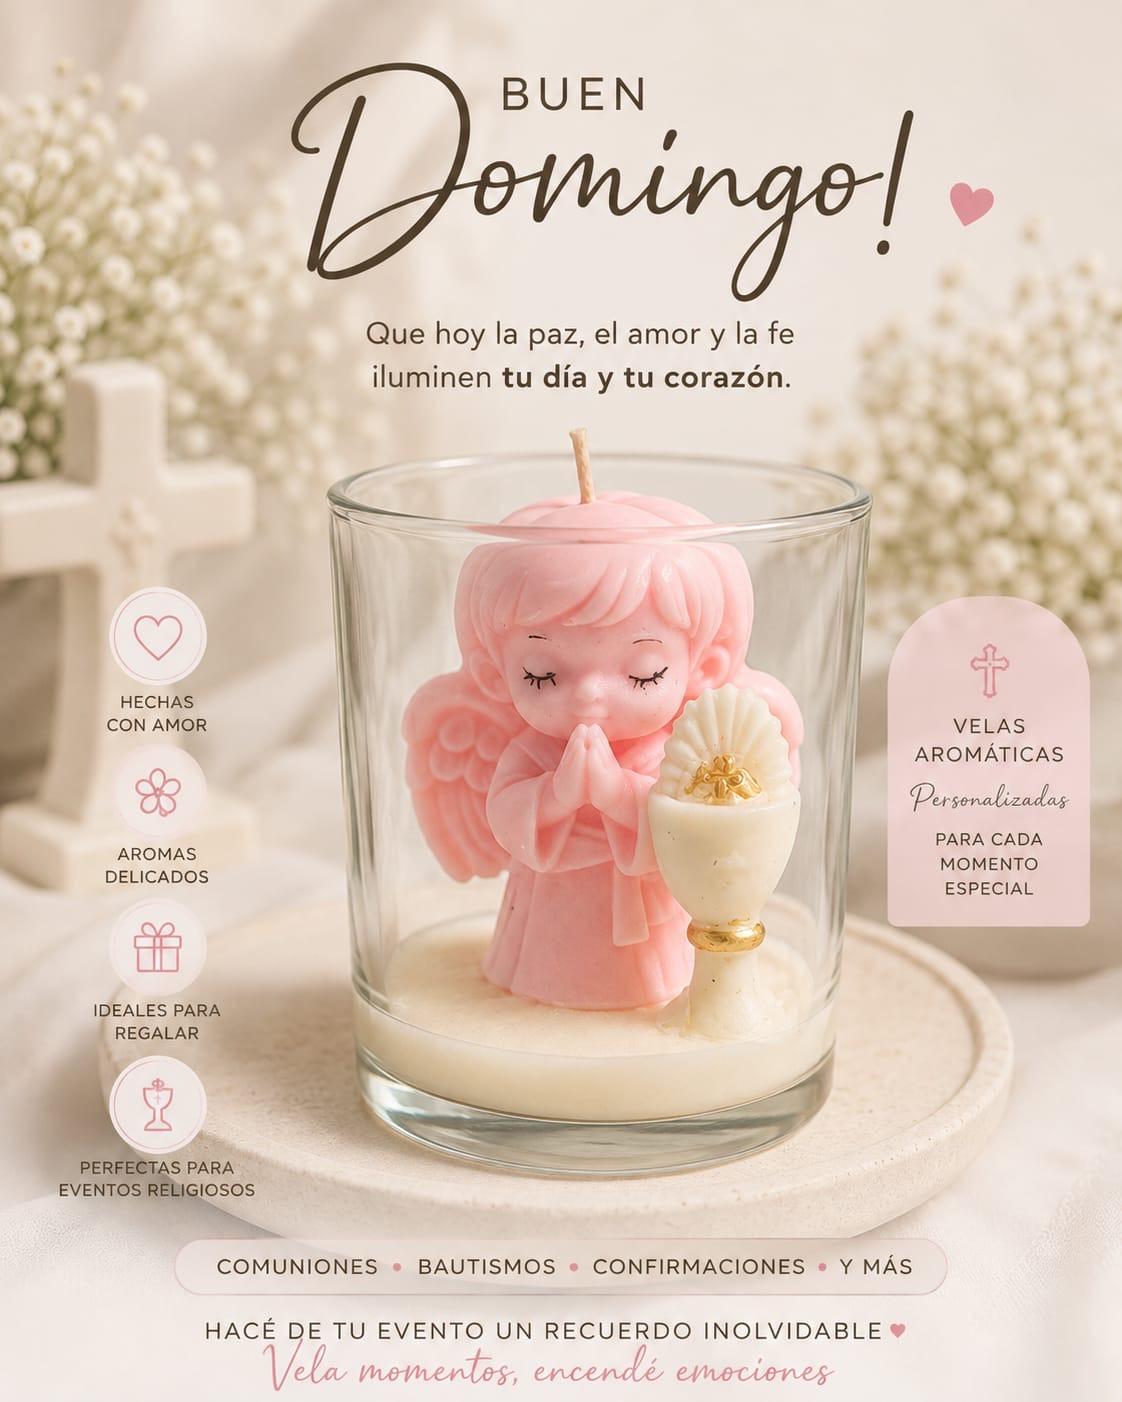 BUEN
Domingo!
Que hoy la paz, el amor y la fe
iluminen tu día y tu corazón.
HECHAS
CON AMOR
AROMAS
DELICADOS
IDEALES PARA
REGALAR
PERFECTAS PARA
EVENTOS RELIGIOSOS
VELAS
AROMÁTICAS
Personalizadas
PARA CADA
MOMENTO
ESPECIAL
COMUNIONES • BAUTISMOS • CONFIRMACIONES • Y MÁS
HACÉ DE TU EVENTO UN RECUERDO INOLVIDABLE
Vela momentos, encendé emociones